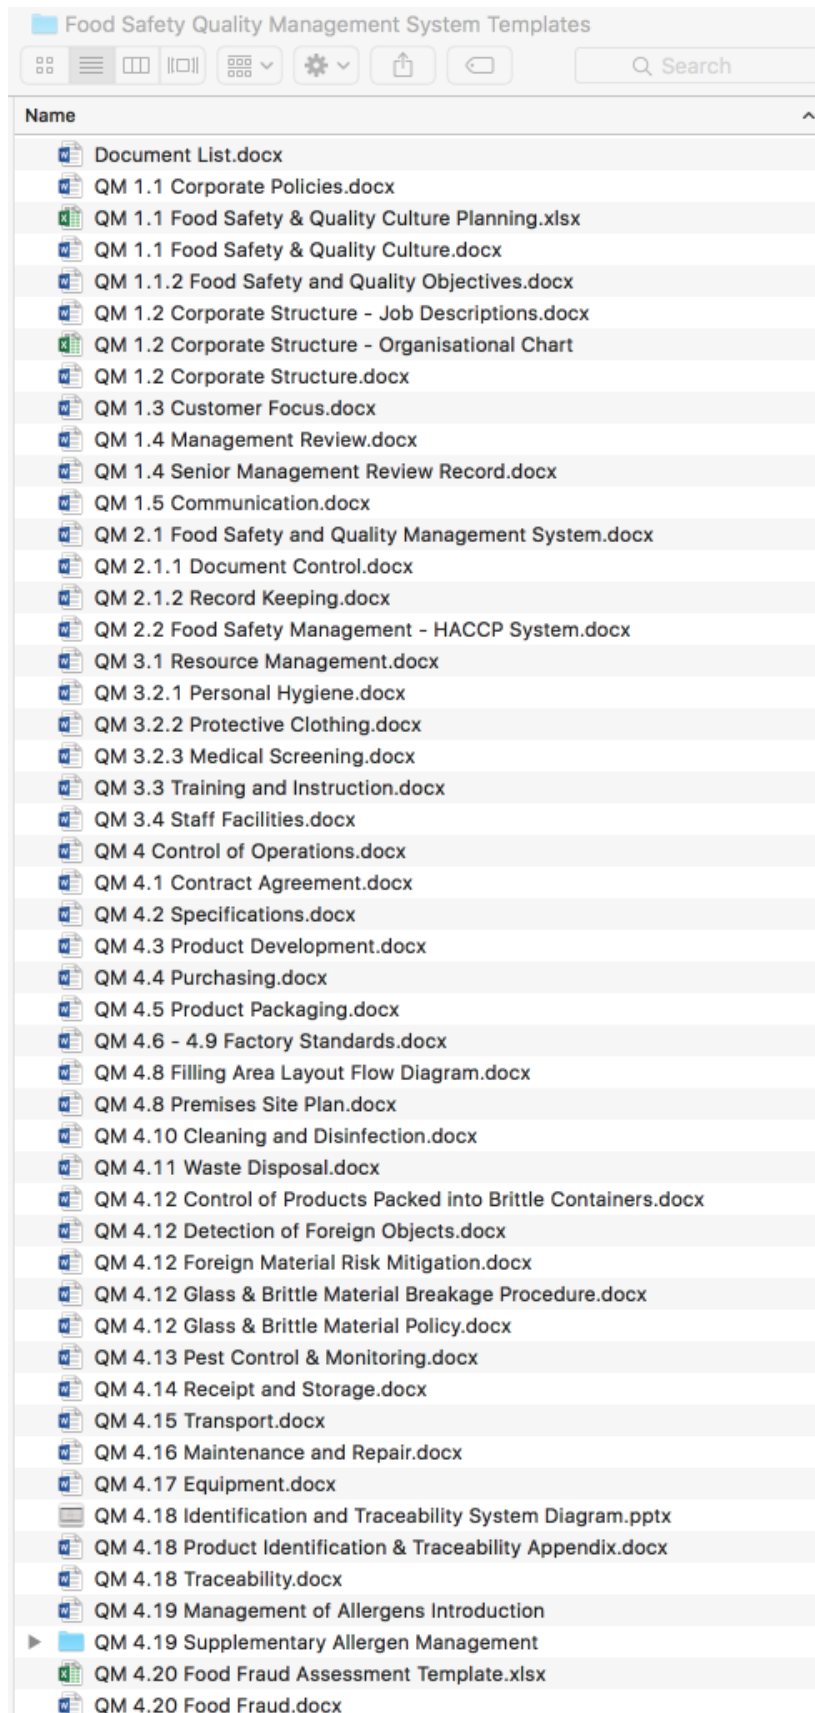 Food Safety Quality Management System Templates
Search
Name
Document List.docx
QM 1.1 Corporate Policies.docx
QM 1.1 Food Safety & Quality Culture Planning.xlsx
QM 1.1 Food Safety & Quality Culture.docx
QM 1.1.2 Food Safety and Quality Objectives.docx
QM 1.2 Corporate Structure - Job Descriptions.docx
QM 1.2 Corporate Structure - Organisational Chart
QM 1.2 Corporate Structure.docx
QM 1.3 Customer Focus.docx
QM 1.4 Management Review.docx
QM 1.4 Senior Management Review Record.docx
QM 1.5 Communication.docx
QM 2.1 Food Safety and Quality Management System.docx
QM 2.1.1 Document Control.docx
QM 2.1.2 Record Keeping.docx
QM 2.2 Food Safety Management - HACCP System.docx
QM 3.1 Resource Management.docx
QM 3.2.1 Personal Hygiene.docx
QM 3.2.2 Protective Clothing.docx
QM 3.2.3 Medical Screening.docx
QM 3.3 Training and Instruction.docx
QM 3.4 Staff Facilities.docx
QM 4 Control of Operations.docx
QM 4.1 Contract Agreement.docx
QM 4.2 Specifications.docx
QM 4.3 Product Development.docx
QM 4.4 Purchasing.docx
QM 4.5 Product Packaging.docx
QM 4.6 - 4.9 Factory Standards.docx
QM 4.8 Filling Area Layout Flow Diagram.docx
QM 4.8 Premises Site Plan.docx
QM 4.10 Cleaning and Disinfection.docx
QM 4.11 Waste Disposal.docx
QM 4.12 Control of Products Packed into Brittle Containers.docx
QM 4.12 Detection of Foreign Objects.docx
QM 4.12 Foreign Material Risk Mitigation.docx
QM 4.12 Glass & Brittle Material Breakage Procedure.docx
QM 4.12 Glass & Brittle Material Policy.docx
QM 4.13 Pest Control & Monitoring.docx
QM 4.14 Receipt and Storage.docx
QM 4.15 Transport.docx
QM 4.16 Maintenance and Repair.docx
QM 4.17 Equipment.docx
QM 4.18 Identification and Traceability System Diagram.pptx
QM 4.18 Product Identification & Traceability Appendix.docx
QM 4.18 Traceability.docx
QM 4.19 Management of Allergens Introduction
QM 4.19 Supplementary Allergen Management
QM 4.20 Food Fraud Assessment Template.xlsx
QM 4.20 Food Fraud.docx